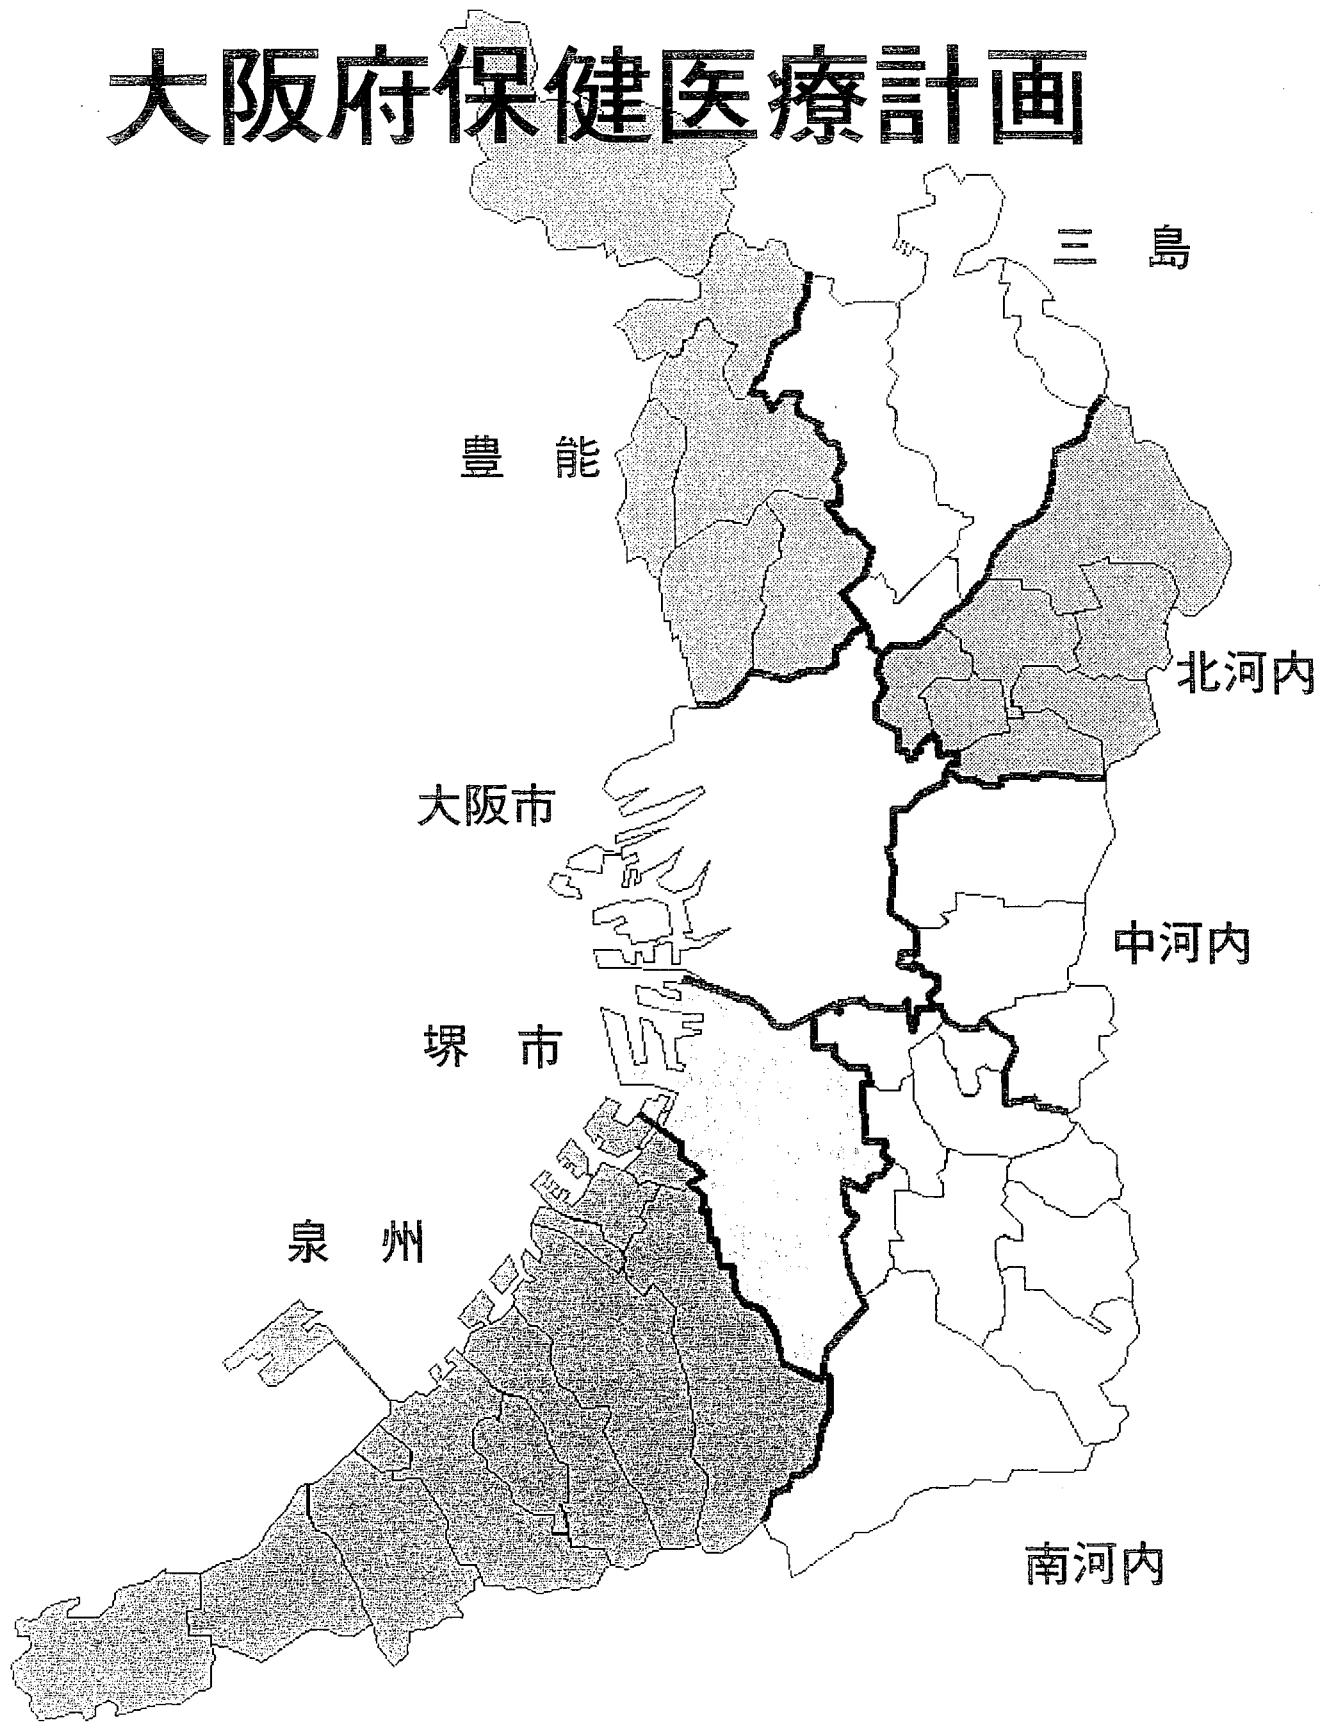 大阪府保健医療計画
三島
豊能
北河内
大阪市
中河内
堺市
泉州
南河内